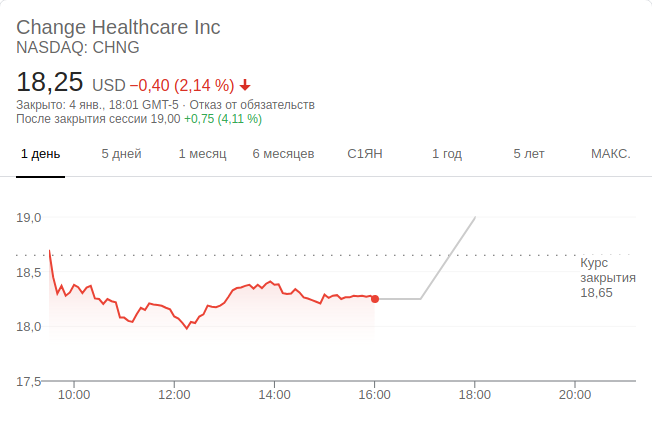 Change Healthcare Inc
NASDAQ: CHNG
18,25 USD −0,40 (2,14 %)
Закрыто: 4 янв., 18:01 GMT-5 · Отказ от обязательств
После закрытия сессии 19,00 +0,75 (4,11 %)
1 день 5 дней 1 месяц 6 месяцев С1ЯН 1 год 5 лет МАКС.
19,0
18,5
18,0
17,5
Курс
закрытия
18,65
10:00 12:00 14:00 16:00 18:00 20:00